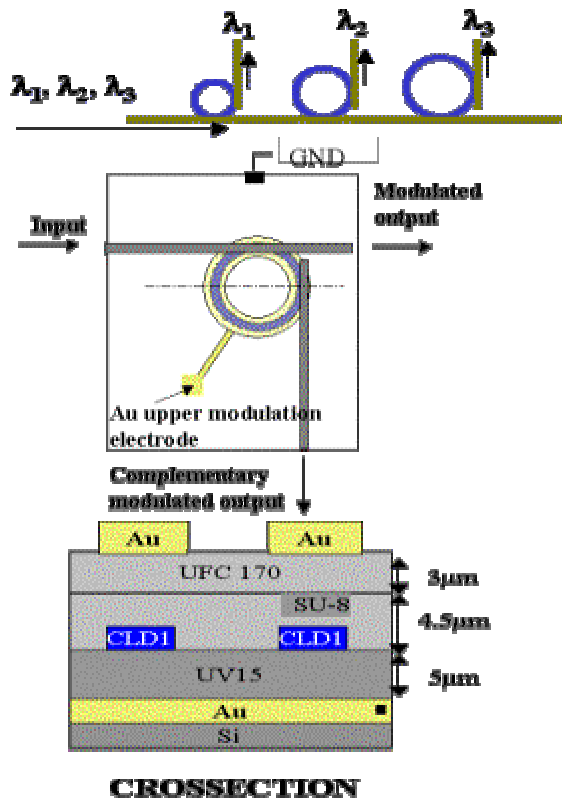 λ1 λ2 λ3
λ1, λ2, λ3
GND
Input
Modulated
output
Au upper modulation
electrode
Complementary
modulated output
Au Au
UFC 170
3µm
SU-8
4.5µm
CLD1 CLD1
UV15
5µm
Au
Si
CROSSECTION